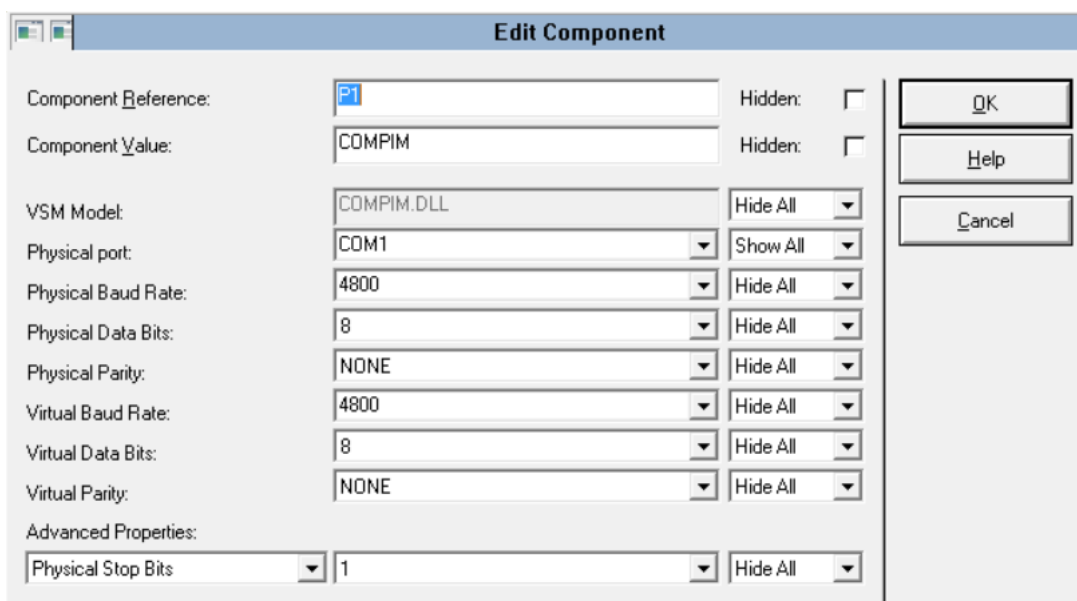 Edit Component
Component Reference: P1 Hidden: OK
Component Value: COMPIM Hidden: Help
VSM Model: COMPIM.DLL Hide All Cancel
Physical port: COM1 Show All
Physical Baud Rate: 4800 Hide All
Physical Data Bits: 8 Hide All
Physical Parity: NONE Hide All
Virtual Baud Rate: 4800 Hide All
Virtual Data Bits: 8 Hide All
Virtual Parity: NONE Hide All
Advanced Properties:
Physical Stop Bits 1 Hide All